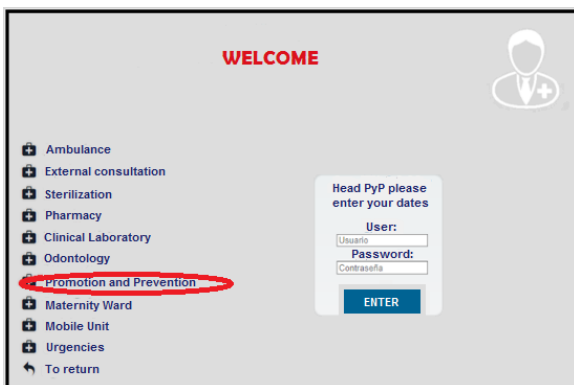 WELCOME
Ambulance
External consultation
Sterilization
Pharmacy
Clinical Laboratory
Odontology
Promotion and Prevention
Maternity Ward
Mobile Unit
Urgencies
To return
Head PyP please
enter your dates
User:
Usuario
Password:
Contraseña
ENTER